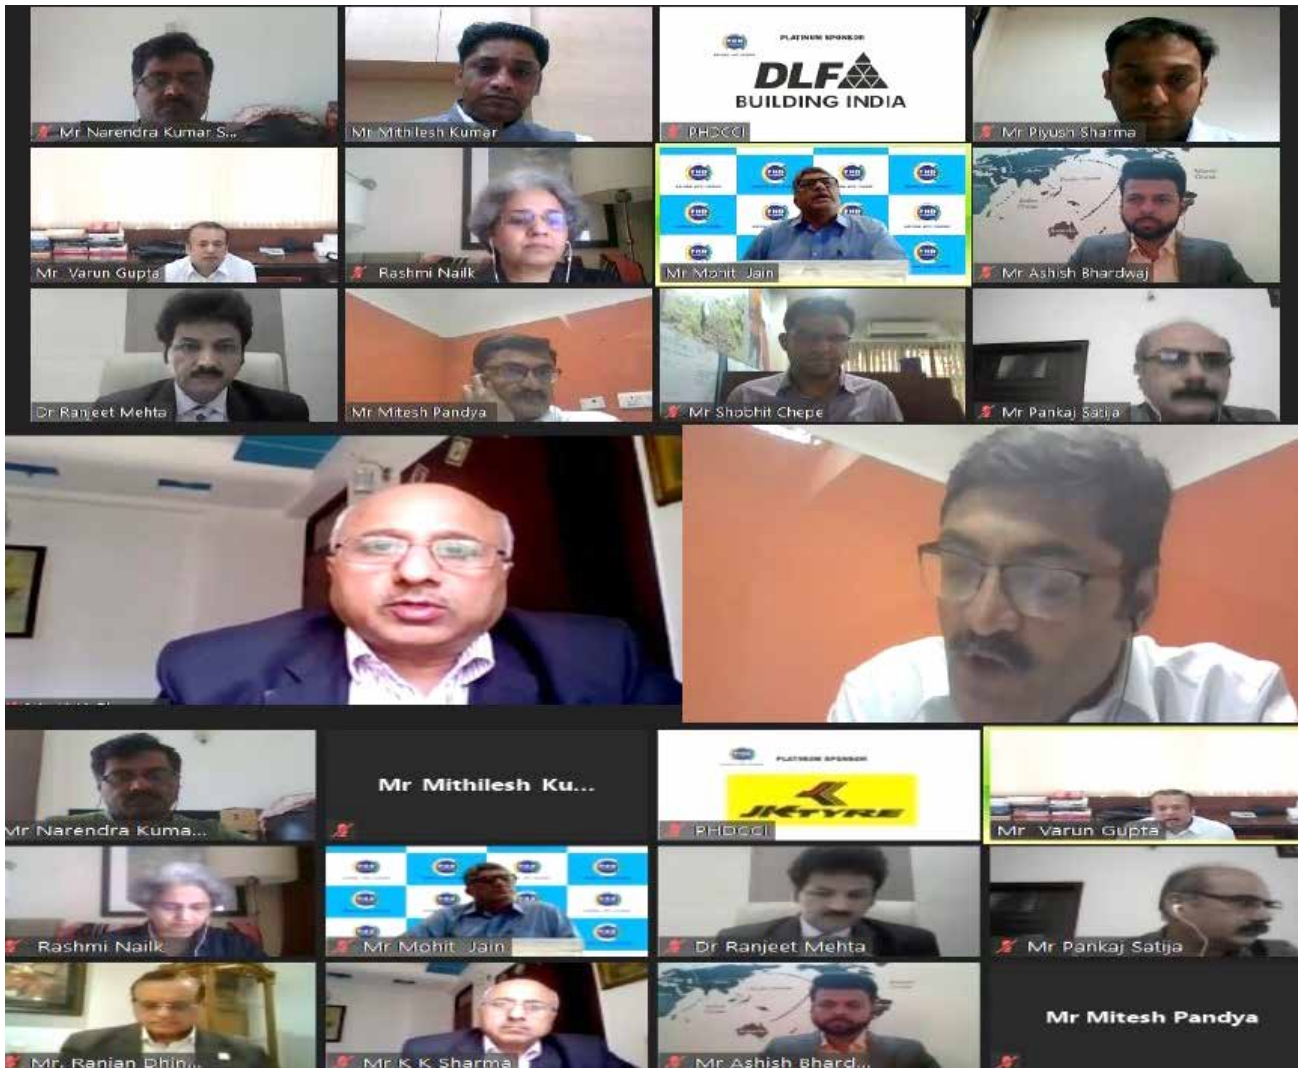 Mr Narendra Kumar S...
Mr Mithilesh Kumar
PLATINUM SPONSOR
DLF
BUILDING INDIA
PHDCCI
Mr Piyush Sharma
Mr Varun Gupta
Rashmi Naik
PHD
Mr Mohit Jain
Mr Ashish Bhardwaj
Dr Ranjeet Mehta
Mr Mitesh Pandya
Mr Shobhit Chepe
Mr Pankaj Satija
Mr Narendra Kuma...
Mr Mithilesh Ku...
PLATINUM SPONSOR
JK TYRE
PHDCCI
Mr Varun Gupta
Rashmi Naik
Mr Mohit Jain
Dr Ranjeet Mehta
Mr Pankaj Satija
Mr. Ranjan Dhin...
Mr K K Sharma
Mr Ashish Bhard...
Mr Mitesh Pandya